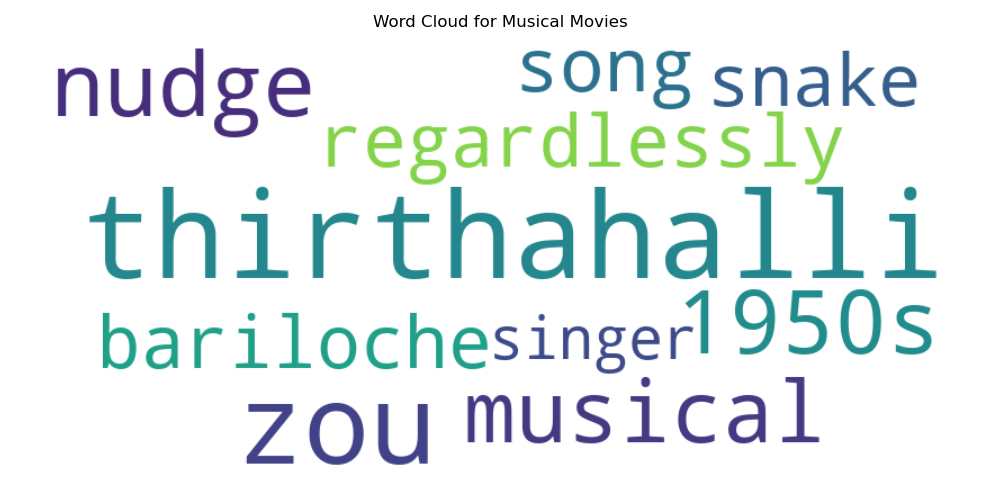 Word Cloud for Musical Movies
nudge song snake
regardlessly
thirthahalli
bariloche singer 1950s
zou musical